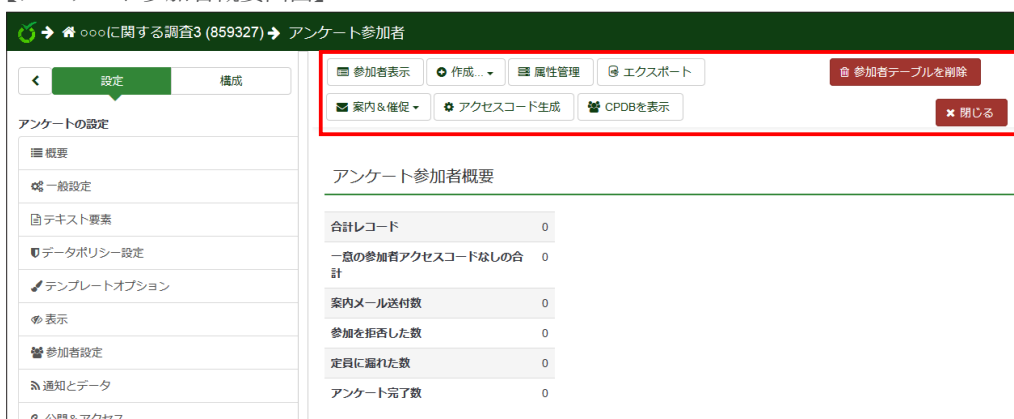 ○○○に関する調査3 (859327) アンケート参加者
設定 構成
アンケートの設定
概要
一般設定
テキスト要素
データポリシー設定
テンプレートオプション
表示
参加者設定
通知とデータ
参加者表示 作成... 属性管理 エクスポート 参加者テーブルを削除
案内&催促 アクセスコード生成 CPDBを表示 閉じる
アンケート参加者概要
合計レコード 0
一意の参加者アクセスコードなしの合 0
計
案内メール送付数 0
参加を拒否した数 0
定員に漏れた数 0
アンケート完了数 0